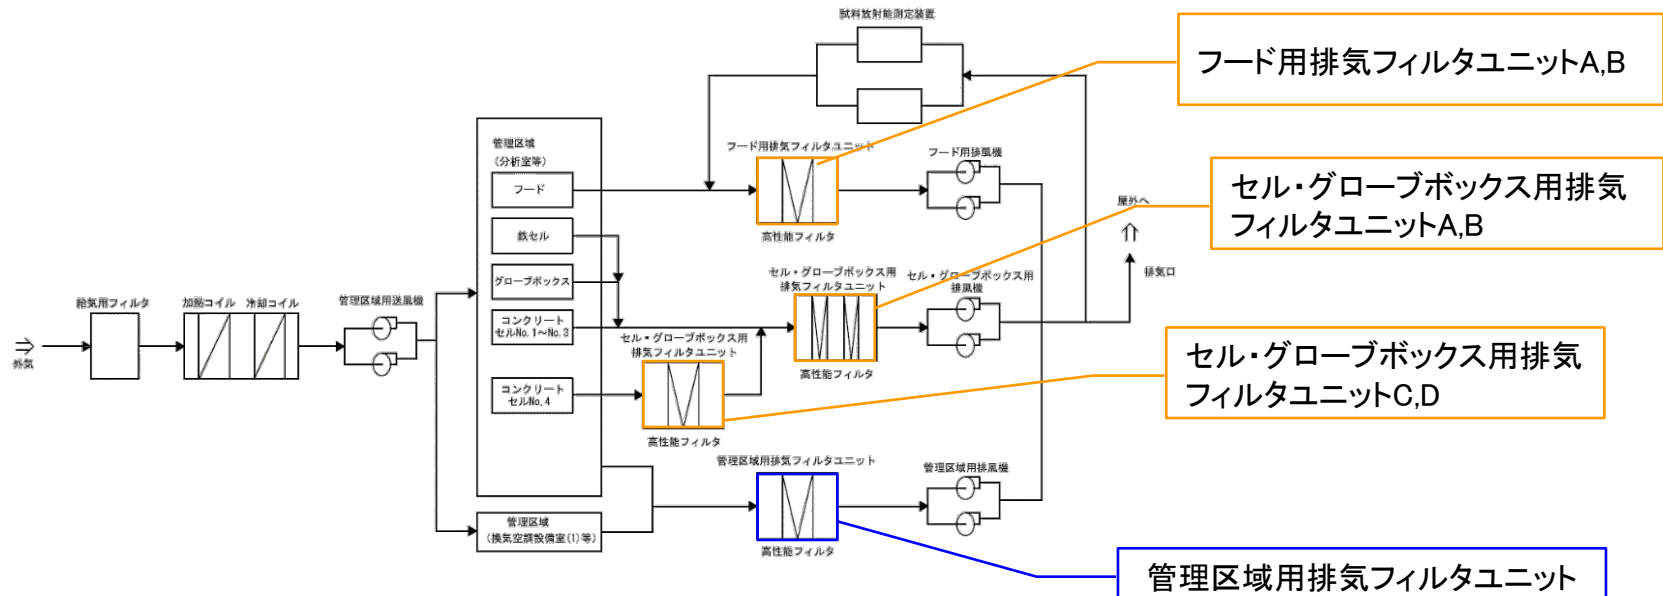 試料放射能測定装置
フード用排気フィルタユニットA,B
管理区域
(分析室等)
フード
フード用排気フィルタユニット
高性能フィルタ
フード用排風機
セル・グローブボックス用排気
フィルタユニットA,B
屋外へ
排気口
鉄セル
グローブボックス
コンクリート
セルNo.1～No.3
セル・グローブボックス用
排気フィルタユニット
高性能フィルタ
セル・グローブボックス用
排風機
給気用フィルタ
加熱コイル
冷却コイル
管理区域用送風機
外気
セル・グローブボックス用
排気フィルタユニット
高性能フィルタ
コンクリート
セルNo.4
セル・グローブボックス用排気
フィルタユニットC,D
管理区域用排気フィルタユニット
高性能フィルタ
管理区域用排風機
管理区域
(換気空調設備室(1)等)
管理区域用排気フィルタユニット